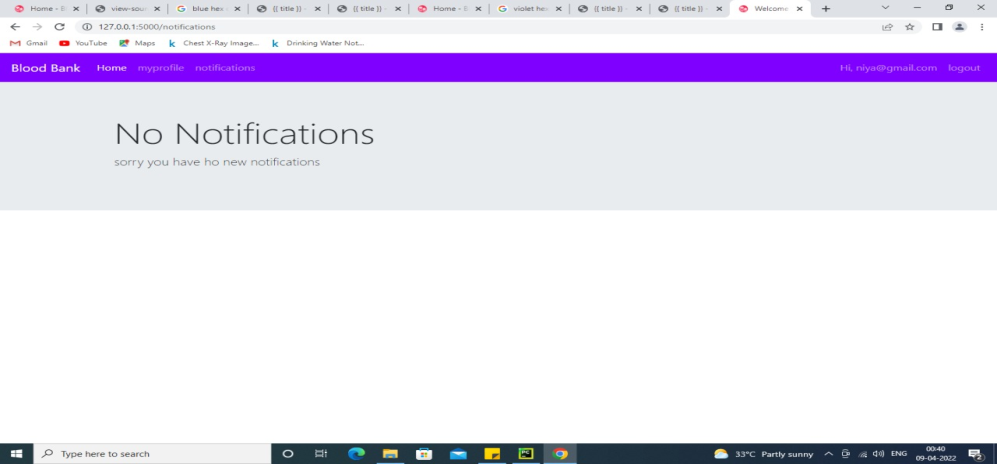 Home - B view-sour blue hex {{ title }} - {{ title }} - Home - B violet hex {{ title }} - {{ title }} - Welcome
127.0.0.1:5000/notifications
Gmail YouTube Maps Chest X-Ray Image... Drinking Water Not...
Blood Bank Home myprofile notifications Hi, niya@gmail.com logout
No Notifications
sorry you have ho new notifications
Type here to search 33°C Partly sunny ENG 00:40
09-04-2022